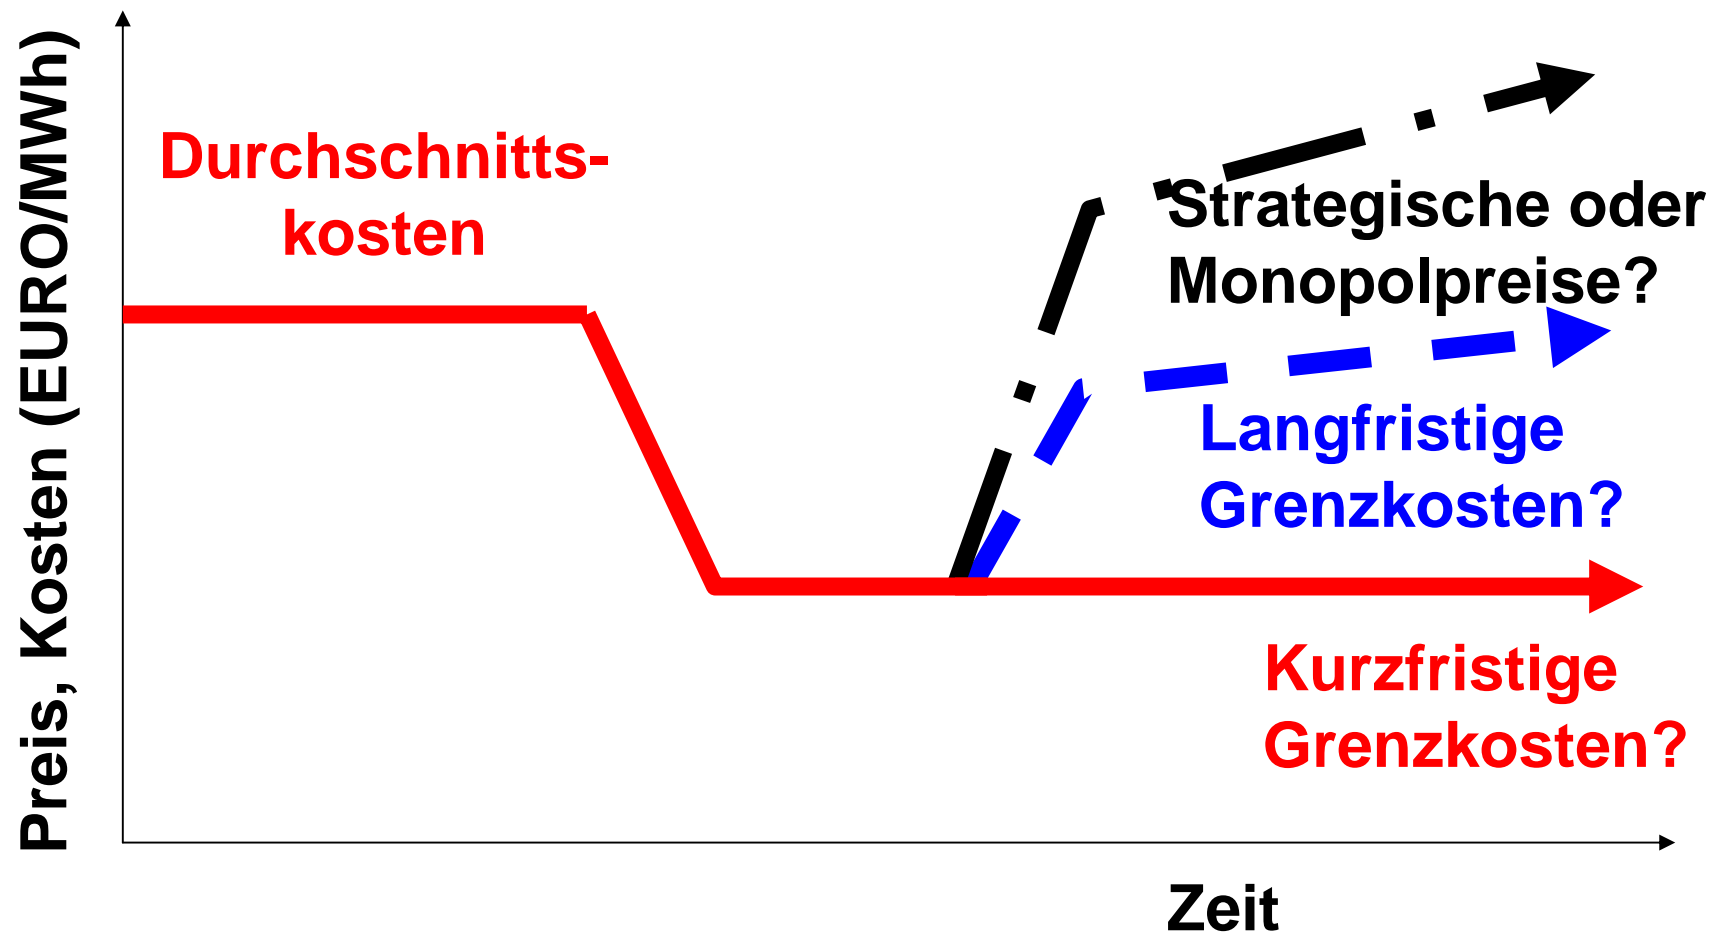 Preis, Kosten (EURO/MWh)
Durchschnitts-
kosten
Strategische oder
Monopolpreise?
Langfristige
Grenzkosten?
Kurzfristige
Grenzkosten?
Zeit